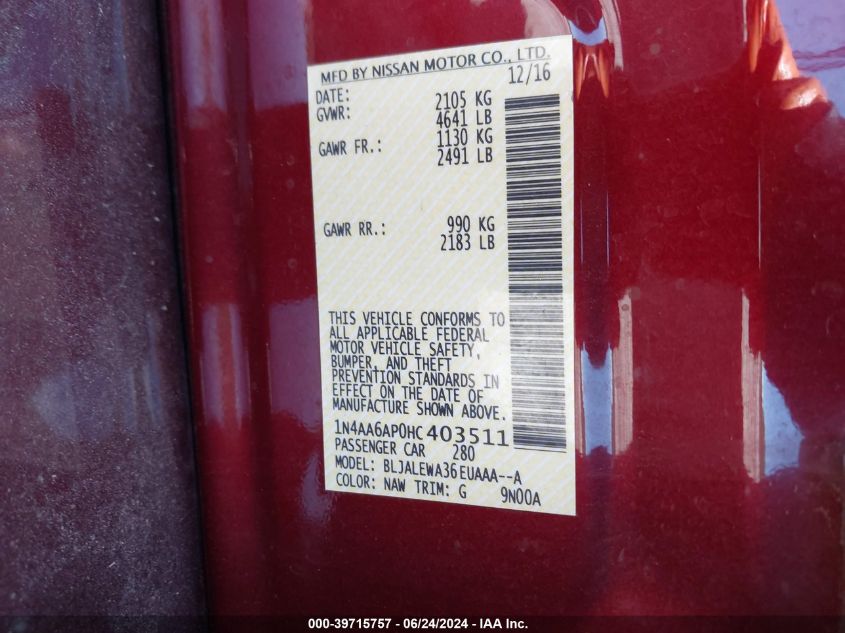 MFD BY NISSAN MOTOR CO., LTD.
DATE: 12/16
GVWR: 2105 KG
4641 LB
GAWR FR.: 1130 KG
2491 LB
GAWR RR.: 990 KG
2183 LB
THIS VEHICLE CONFORMS TO
ALL APPLICABLE FEDERAL
MOTOR VEHICLE SAFETY,
BUMPER, AND THEFT
PREVENTION STANDARDS IN
EFFECT ON THE DATE OF
MANUFACTURE SHOWN ABOVE.
1N4AA6AP0HC403511
PASSENGER CAR 280
MODEL: BLJALEWA36EUAAA--A
COLOR: NAW TRIM: G 9N00A
000-39715757 - 06/24/2024 - IAA Inc.